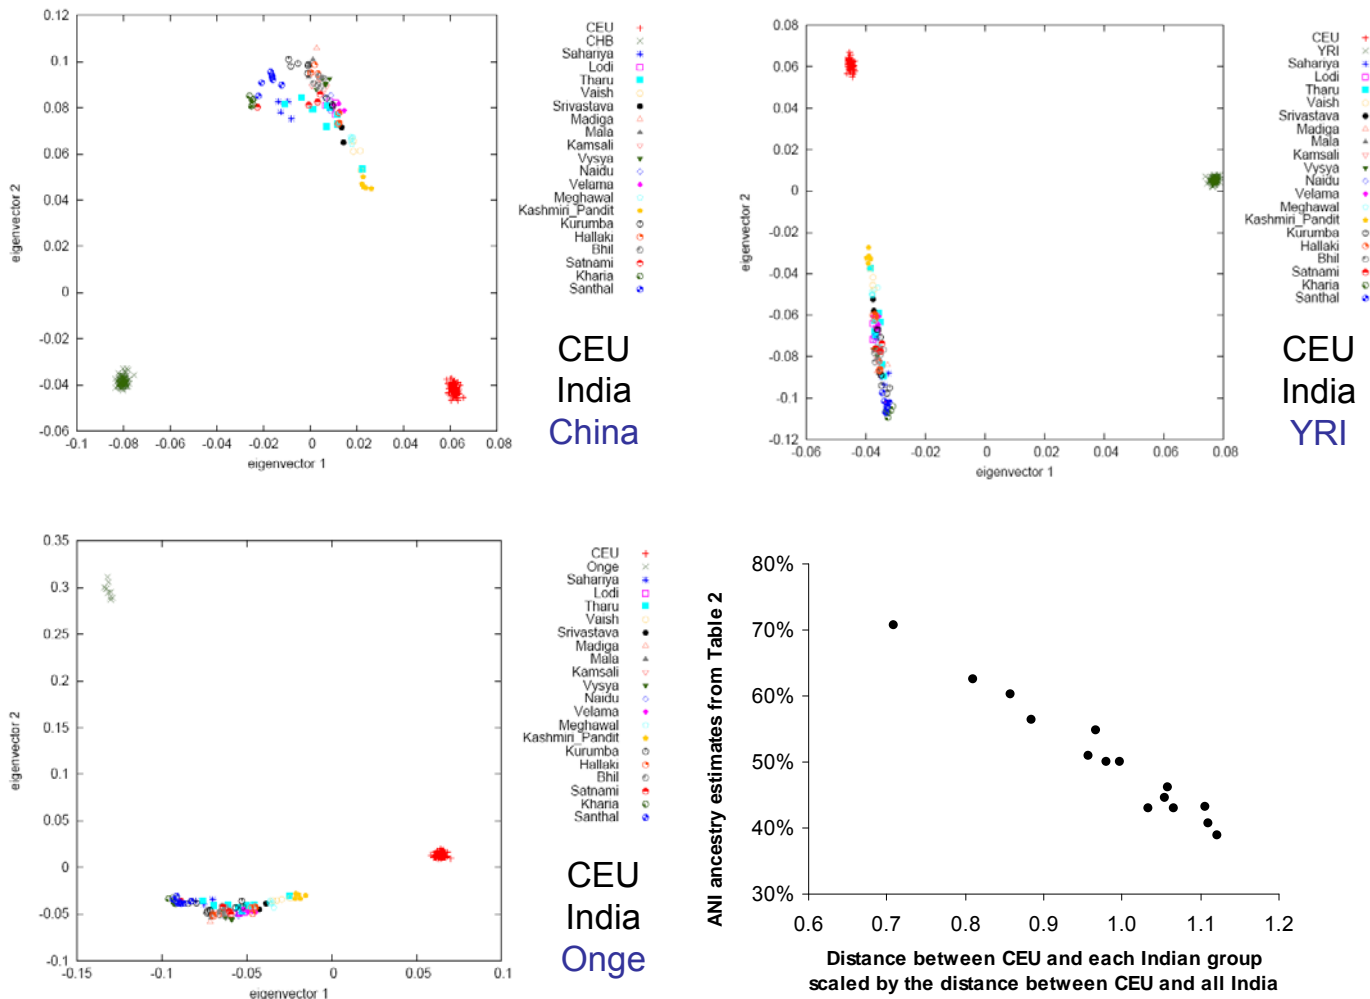 0.12
0.1
0.08
0.06
0.04
0.02
0
-0.02
-0.04
-0.06
-0.1
-0.08
-0.06
-0.04
-0.02
0
0.02
0.04
0.06
0.08
eigenvector 2
eigenvector 1
CEU
CHB
Sahariya
Lodi
Tharu
Vaish
Srivastava
Madiga
Mala
Kamsali
Vysya
Naidu
Velama
Meghawal
Kashmiri_Pandit
Kurumba
Hallaki
Bhil
Satnami
Kharia
Santhal
CEU
India
China
0.08
0.06
0.04
0.02
0
-0.02
-0.04
-0.06
-0.08
-0.1
-0.12
-0.06
-0.04
-0.02
0
0.02
0.04
0.06
0.08
eigenvector 2
eigenvector 1
CEU
YRI
Sahariya
Lodi
Tharu
Vaish
Srivastava
Madiga
Mala
Kamsali
Vysya
Naidu
Velama
Meghawal
Kashmiri_Pandit
Kurumba
Hallaki
Bhil
Satnami
Kharia
Santhal
CEU
India
YRI
0.35
0.3
0.25
0.2
0.15
0.1
0.05
0
-0.05
-0.1
-0.15
-0.1
-0.05
0
0.05
0.1
eigenvector 2
eigenvector 1
CEU
Onge
Sahariya
Lodi
Tharu
Vaish
Srivastava
Madiga
Mala
Kamsali
Vysya
Naidu
Velama
Meghawal
Kashmiri_Pandit
Kurumba
Hallaki
Bhil
Satnami
Kharia
Santhal
CEU
India
Onge
80%
70%
60%
50%
40%
30%
0.6
0.7
0.8
0.9
1.0
1.1
1.2
ANI ancestry estimates from Table 2
Distance between CEU and each Indian group
scaled by the distance between CEU and all India